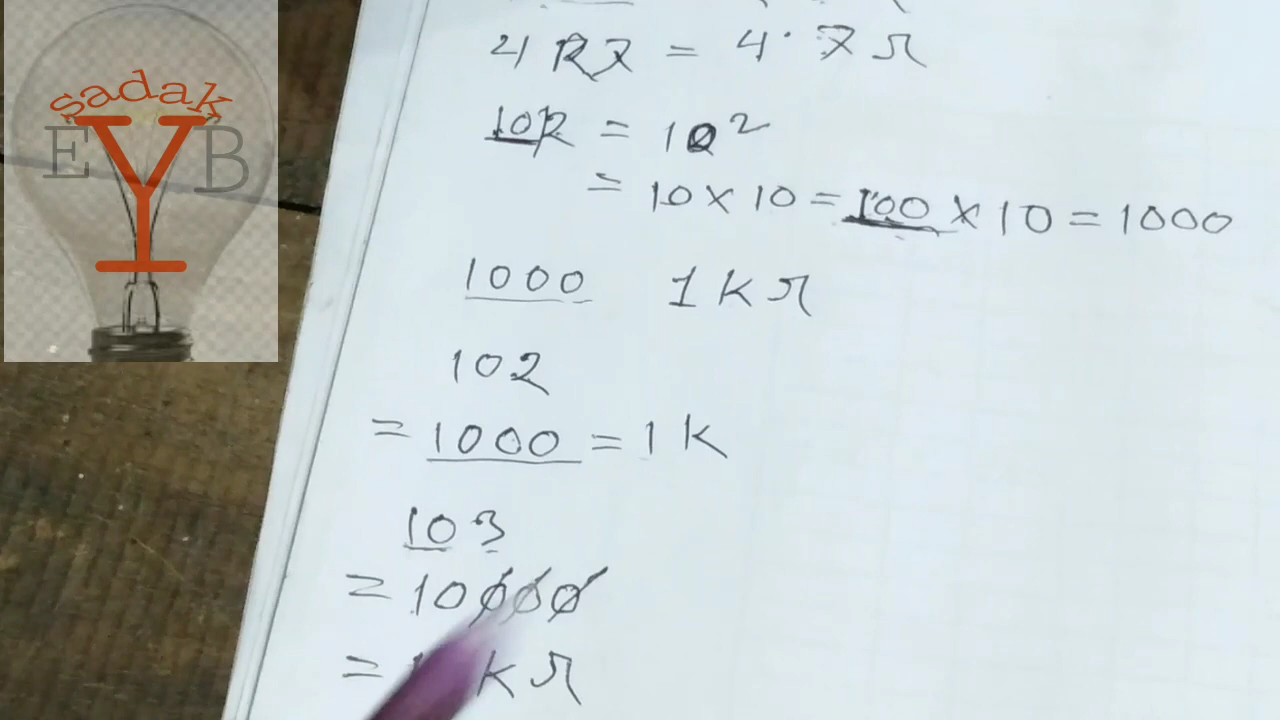 sadak
EYB
4R7 = 4.7Ω
102 = 10²
= 10 x 10 = 100 x 10 = 1000
1000 1KΩ
102
= 1000 = 1K
103
= 10000
= KΩ